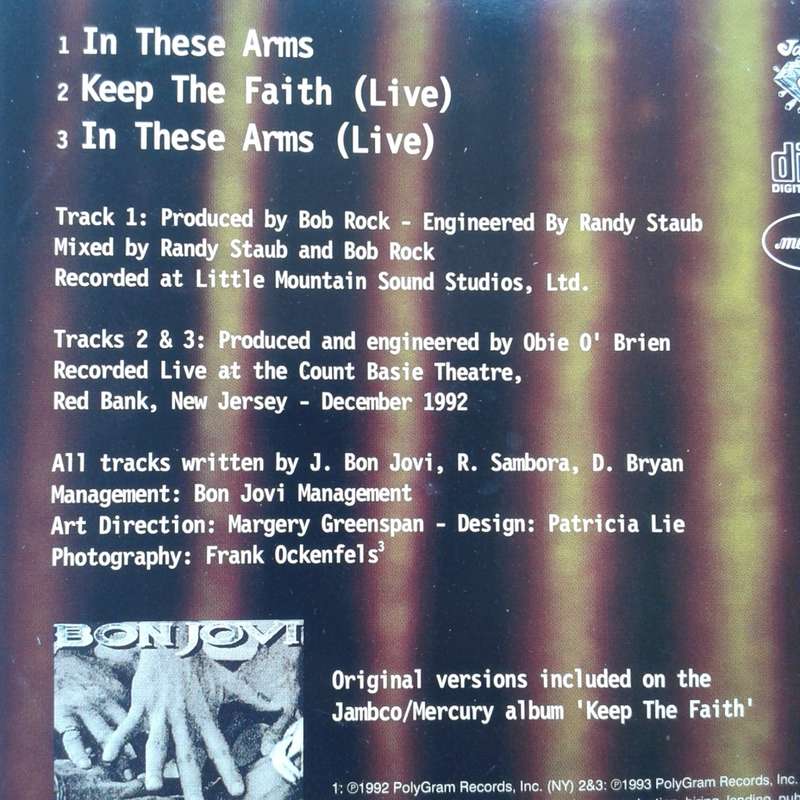 1 In These Arms
2 Keep The Faith (Live)
3 In These Arms (Live)
Track 1: Produced by Bob Rock - Engineered By Randy Staub
Mixed by Randy Staub and Bob Rock
Recorded at Little Mountain Sound Studios, Ltd.
Tracks 2 & 3: Produced and engineered by Obie O' Brien
Recorded Live at the Count Basie Theatre,
Red Bank, New Jersey - December 1992
All tracks written by J. Bon Jovi, R. Sambora, D. Bryan
Management: Bon Jovi Management
Art Direction: Margery Greenspan - Design: Patricia Lie
Photography: Frank Ockenfels³
BON JOVI
Original versions included on the
Jambco/Mercury album 'Keep The Faith'
1: ℗1992 PolyGram Records, Inc. (NY) 2&3: ℗1993 PolyGram Records, Inc.